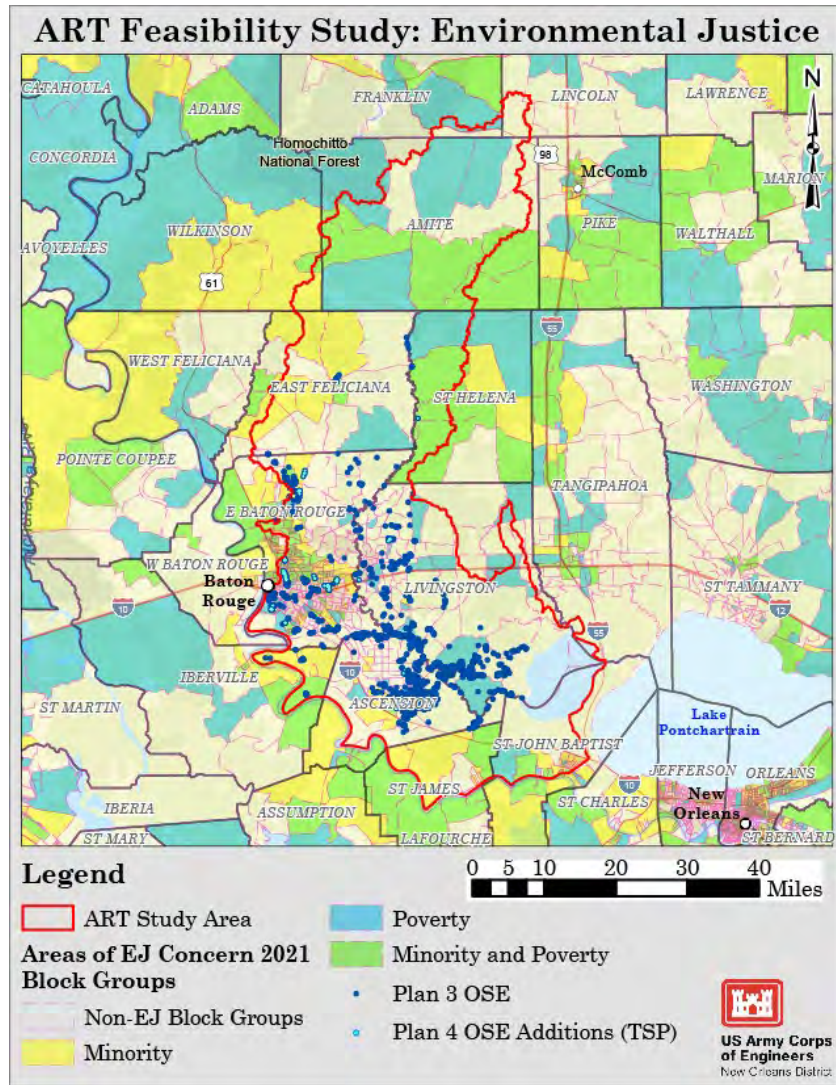 ART Feasibility Study: Environmental Justice
CATAHOULA
ADAMS
FRANKLIN
LINCOLN
LAWRENCE
N
CONCORDIA
Homochitto
National Forest
98
McComb
MARION
AVOYELLES
WILKINSON
AMITE
PIKE
WALTHALL
61
55
WEST FELICIANA
EAST FELICIANA
ST HELENA
WASHINGTON
POINTE COUPEE
E BATON ROUGE
TANGIPAHOA
W BATON ROUGE
Baton
Rouge
LIVINGSTON
ST TAMMANY
10
12
55
IBERVILLE
10
ST MARTIN
ASCENSION
Lake
Pontchartrain
ST JOHN BAPTIST
JEFFERSON
ORLEANS
ST JAMES
10
IBERIA
ASSUMPTION
ST CHARLES
New
Orleans
ST MARY
LAFOURCHE
ST BERNARD
Legend
0 5 10 20 30 40
Miles
ART Study Area
Areas of EJ Concern 2021
Block Groups
Non-EJ Block Groups
Minority
Poverty
Minority and Poverty
Plan 3 OSE
Plan 4 OSE Additions (TSP)
US Army Corps
of Engineers
New Orleans District